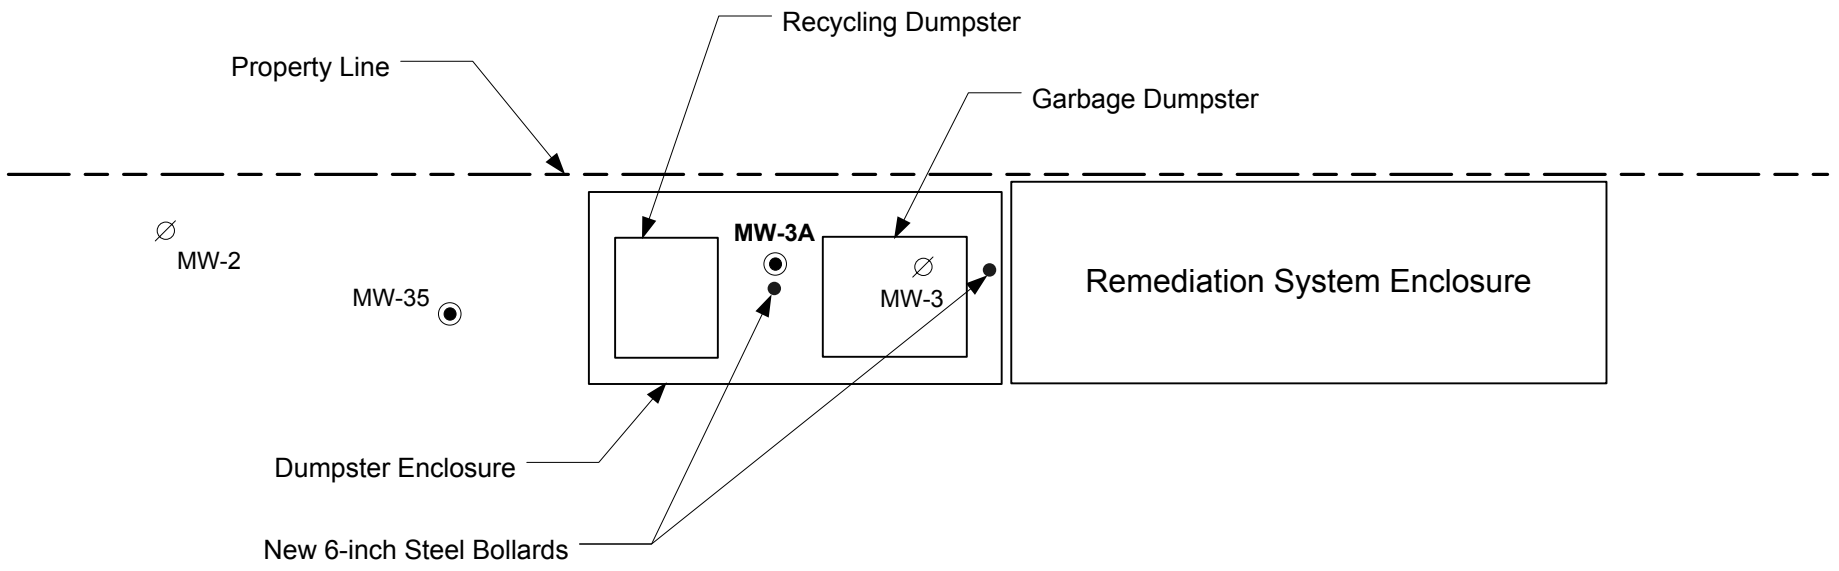 Recycling Dumpster
Property Line
Garbage Dumpster
MW-3A
MW-2
Remediation System Enclosure
MW-35
MW-3
Dumpster Enclosure
New 6-inch Steel Bollards